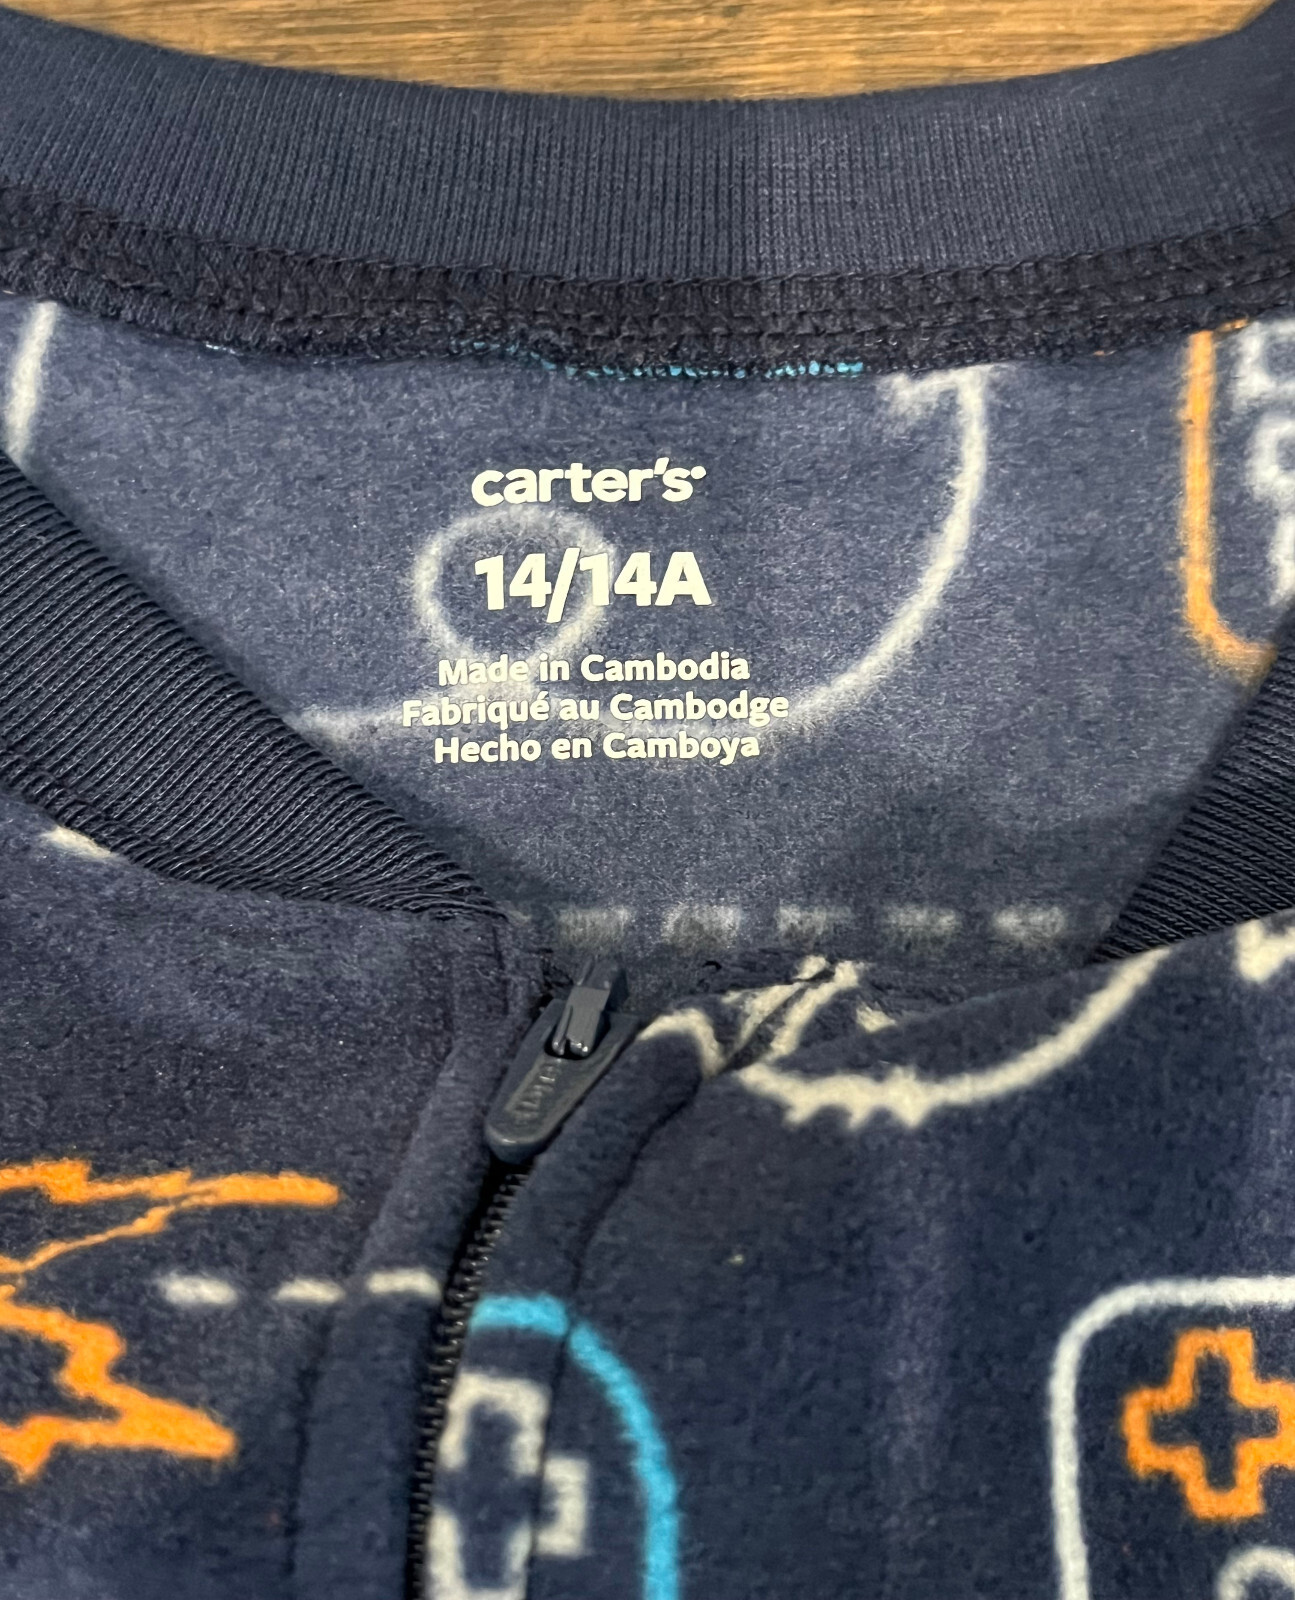 carter's
14/14A
Made in Cambodia
Fabriqué au Cambodge
Hecho en Camboya